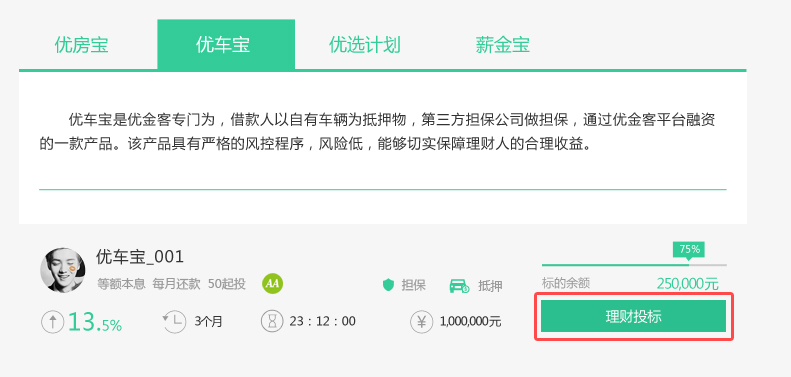 优房宝 优车宝 优选计划 薪金宝
优车宝是优金客专门为，借款人以自有车辆为抵押物，第三方担保公司做担保，通过优金客平台融资
的一款产品。该产品具有严格的风控程序，风险低，能够切实保障理财人的合理收益。
优车宝_001
等额本息 每月还款 50起投 AA
担保 抵押
75%
标的余额 250,000元
13.5% 3个月 23：12：00 ¥ 1,000,000元
理财投标